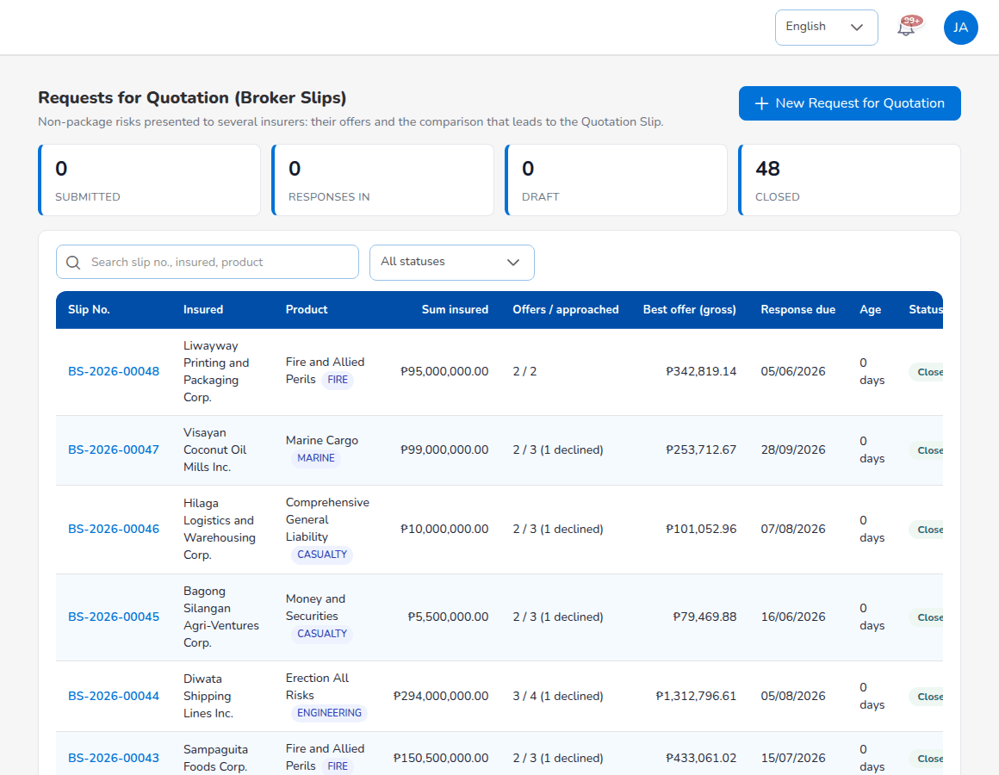 English
99+
JA
Requests for Quotation (Broker Slips)
Non-package risks presented to several insurers: their offers and the comparison that leads to the Quotation Slip.
New Request for Quotation
0
SUBMITTED
0
RESPONSES IN
0
DRAFT
48
CLOSED
Search slip no., insured, product
All statuses
Slip No. Insured Product Sum insured Offers / approached Best offer (gross) Response due Age Status
BS-2026-00048
Liwayway
Printing and
Packaging
Corp.
Fire and Allied
Perils FIRE
₱95,000,000.00
2 / 2
₱342,819.14
05/06/2026
0
days
Close
BS-2026-00047
Visayan
Coconut Oil
Mills Inc.
Marine Cargo
MARINE
₱99,000,000.00
2 / 3 (1 declined)
₱253,712.67
28/09/2026
0
days
Close
BS-2026-00046
Hilaga
Logistics and
Warehousing
Corp.
Comprehensive
General
Liability
CASUALTY
₱10,000,000.00
2 / 3 (1 declined)
₱101,052.96
07/08/2026
0
days
Close
BS-2026-00045
Bagong
Silangan
Agri-Ventures
Corp.
Money and
Securities
CASUALTY
₱5,500,000.00
2 / 3 (1 declined)
₱79,469.88
16/06/2026
0
days
Close
BS-2026-00044
Diwata
Shipping
Lines Inc.
Erection All
Risks
ENGINEERING
₱294,000,000.00
3 / 4 (1 declined)
₱1,312,796.61
05/08/2026
0
days
Close
BS-2026-00043
Sampaguita
Foods Corp.
Fire and Allied
Perils FIRE
₱150,500,000.00
2 / 3 (1 declined)
₱433,061.02
15/07/2026
0
days
Close